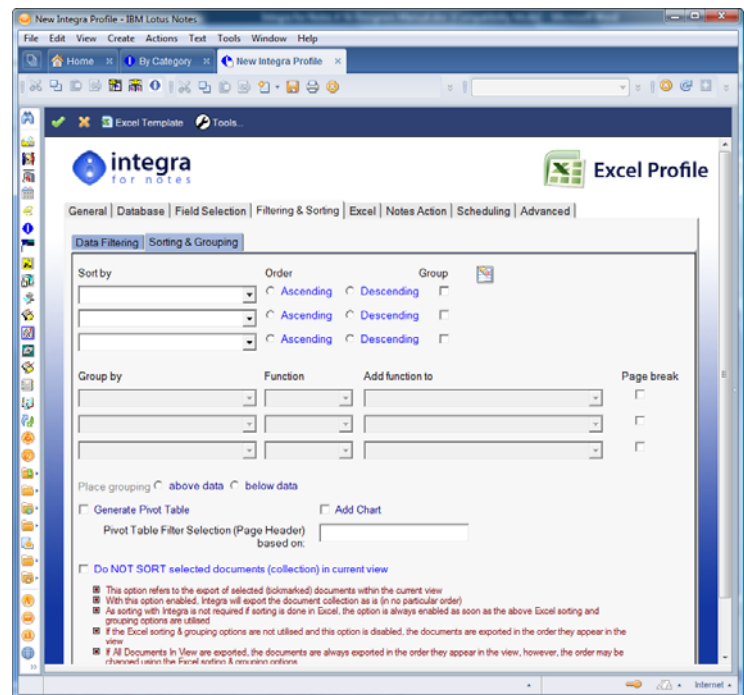 New Integra Profile - IBM Lotus Notes
File Edit View Create Actions Text Tools Window Help
Home By Category New Integra Profile
Excel Template Tools...
integra
for notes
Excel Profile
General Database Field Selection Filtering & Sorting Excel Notes Action Scheduling Advanced
Data Filtering Sorting & Grouping
Sort by Order Group
Ascending Descending
Ascending Descending
Ascending Descending
Group by Function Add function to Page break
Place grouping above data below data
Generate Pivot Table Add Chart
Pivot Table Filter Selection (Page Header)
based on:
Do NOT SORT selected documents (collection) in current view
This option refers to the export of selected (tickmarked) documents within the current view
With this option enabled, Integra will export the document collection as is (in no particular order)
As sorting with Integra is not required if sorting is done in Excel, the option is always enabled as soon as the above Excel sorting and
grouping options are utilised
If the Excel sorting & grouping options are not utilised and this option is disabled, the documents are exported in the order they appear in the
view
If All Documents In View are exported, the documents are always exported in the order they appear in the view, however, the order may be
changed using the Excel sorting & grouping options
Internet